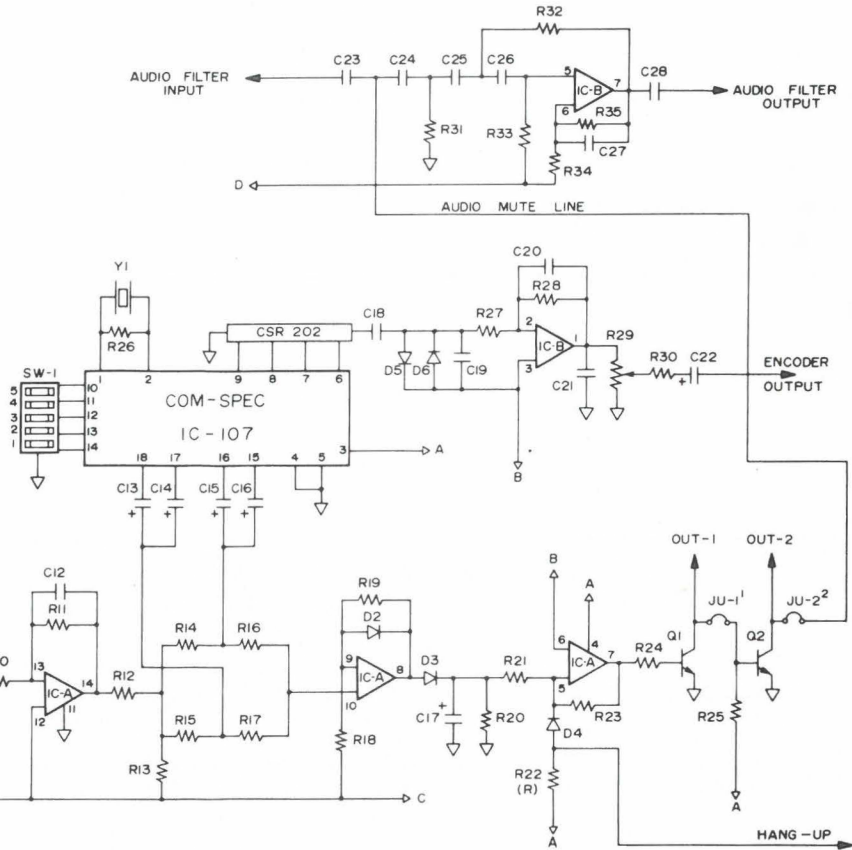 R32
C23 C24 C25 C26 C28
AUDIO FILTER INPUT
5 7
IC-B
6
AUDIO FILTER OUTPUT
R31 R33 R35
C27
R34
D
AUDIO MUTE LINE
Y1
C20
R26
CSR 202
C18
R27
R28
2 1
IC-B
3
R29
SW-1
1 2 9 8 7 6
D5 D6 C19
C21
R30 C22
+
ENCODER OUTPUT
5 10
4 11
3 12
2 13
1 14
COM-SPEC
IC-107
3 A
B
18 17 16 15 4 5
C13 C14 C15 C16
+ + + +
OUT-1 OUT-2
C12
R11
R19
D2
B A
JU-1¹ JU-2²
R14 R16
13 14
IC-A
12 11
R12
9 8
IC-A
10
D3
R21
6 4 7
IC-A
5
R24
Q1 Q2
R15 R17
C17
+
R20
R23
D4
R25
R13
R18
R22
(R)
C
A
A
HANG-UP